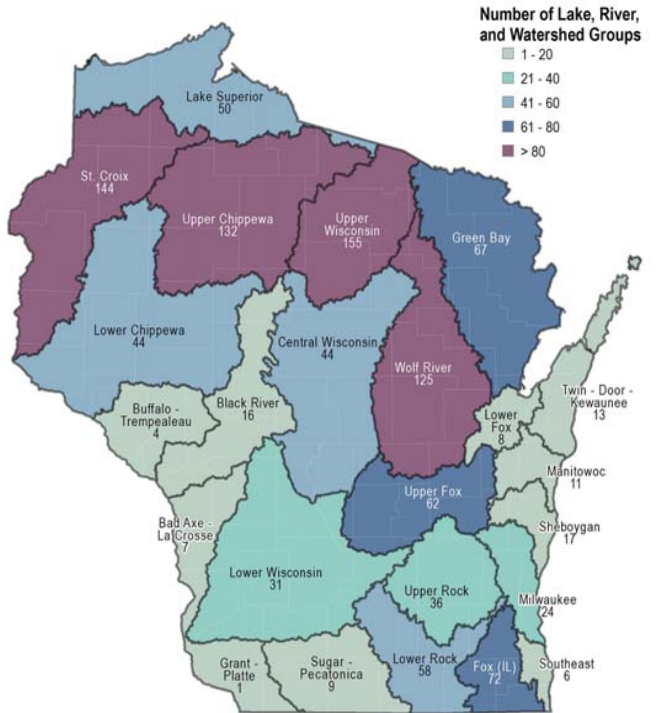 Number of Lake, River,
and Watershed Groups
1 - 20
21 - 40
41 - 60
61 - 80
> 80
Lake Superior
50
St. Croix
144
Upper Chippewa
132
Upper
Wisconsin
155
Green Bay
67
Lower Chippewa
44
Central Wisconsin
44
Wolf River
125
Twin - Door -
Kewaunee
13
Buffalo -
Trempealeau
4
Black River
16
Lower
Fox
8
Manitowoc
11
Upper Fox
62
Sheboygan
17
Bad Axe -
La Crosse
7
Lower Wisconsin
31
Upper Rock
36
Milwaukee
24
Grant -
Platte
1
Sugar -
Pecatonica
9
Lower Rock
58
Fox (IL)
72
Southeast
6